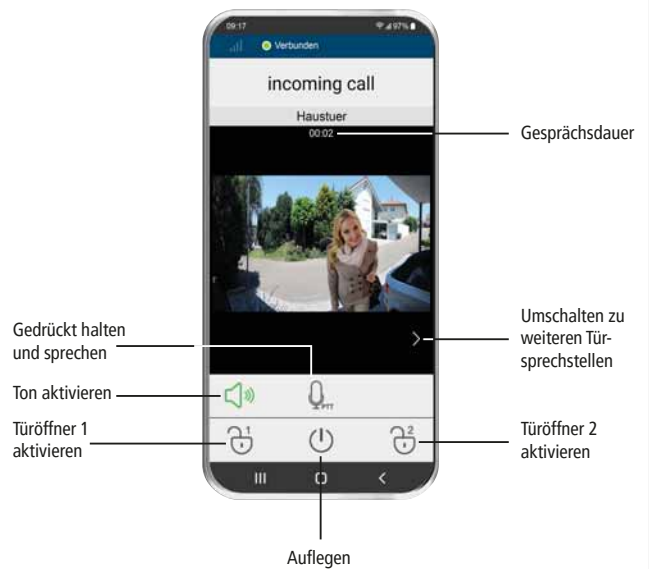 09:17
97%
Verbunden
incoming call
Haustuer
00:02
Gesprächsdauer
Umschalten zu
weiteren Tür-
sprechstellen
Gedrückt halten
und sprechen
Ton aktivieren
PTT
Türöffner 1
aktivieren
1
2
Türöffner 2
aktivieren
Auflegen